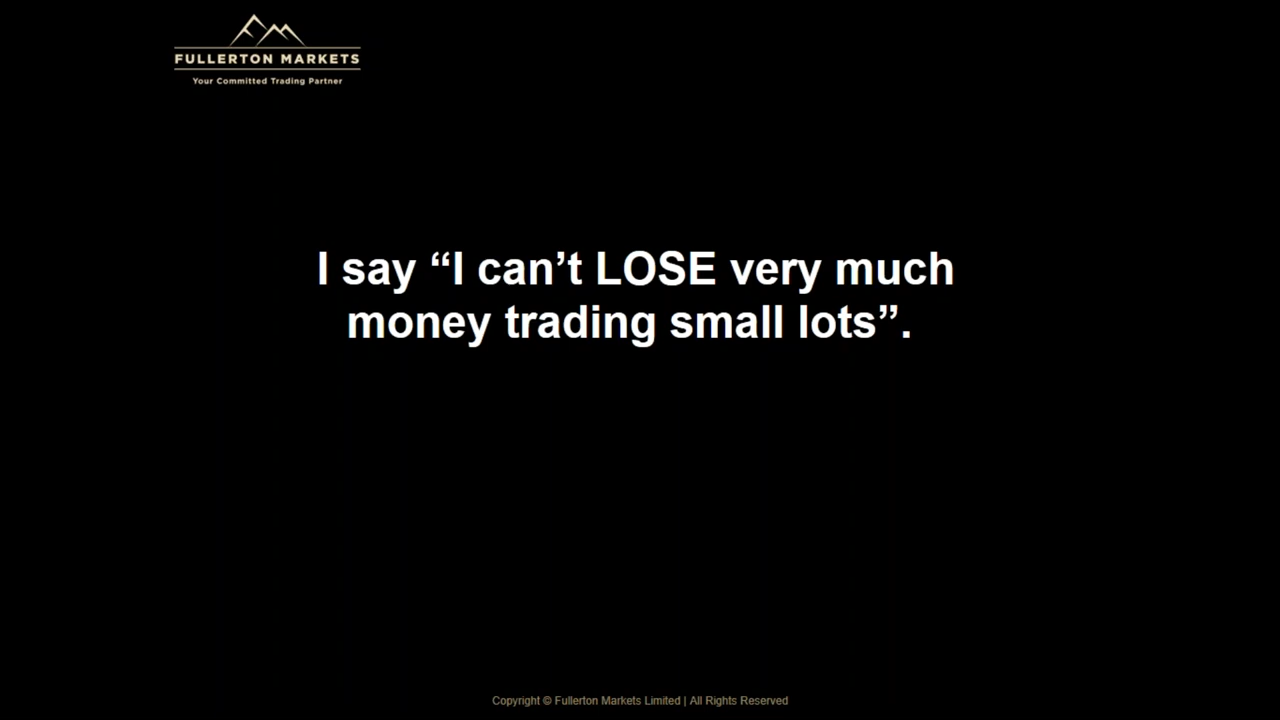 FULLERTON MARKETS
Your Committed Trading Partner
I say “I can’t LOSE very much
money trading small lots”.
Copyright © Fullerton Markets Limited | All Rights Reserved